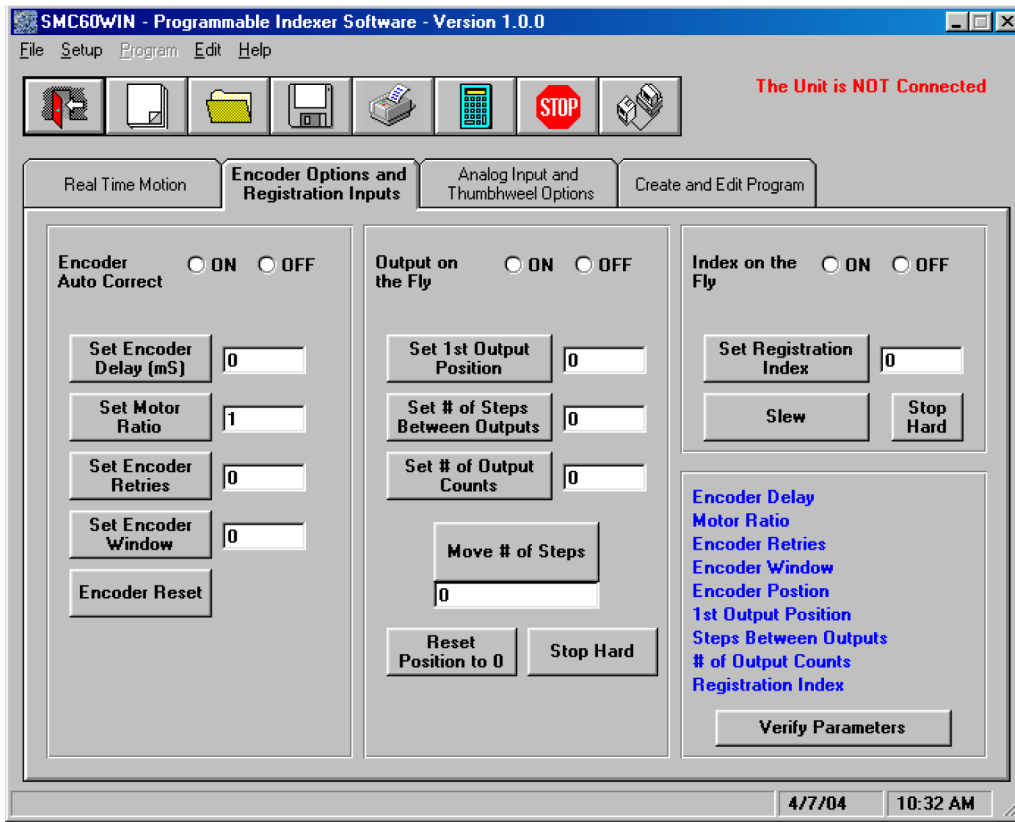 SMC60WIN - Programmable Indexer Software - Version 1.0.0
File Setup Program Edit Help
STOP
The Unit is NOT Connected
Real Time Motion
Encoder Options and
Registration Inputs
Analog Input and
Thumbhweel Options
Create and Edit Program
Encoder
Auto Correct
ON OFF
Set Encoder
Delay (mS)
0
Set Motor
Ratio
1
Set Encoder
Retries
0
Set Encoder
Window
0
Encoder Reset
Output on
the Fly
ON OFF
Set 1st Output
Position
0
Set # of Steps
Between Outputs
0
Set # of Output
Counts
0
Move # of Steps
0
Reset
Position to 0
Stop Hard
Index on the
Fly
ON OFF
Set Registration
Index
0
Slew
Stop
Hard
Encoder Delay
Motor Ratio
Encoder Retries
Encoder Window
Encoder Postion
1st Output Position
Steps Between Outputs
# of Output Counts
Registration Index
Verify Parameters
4/7/04
10:32 AM